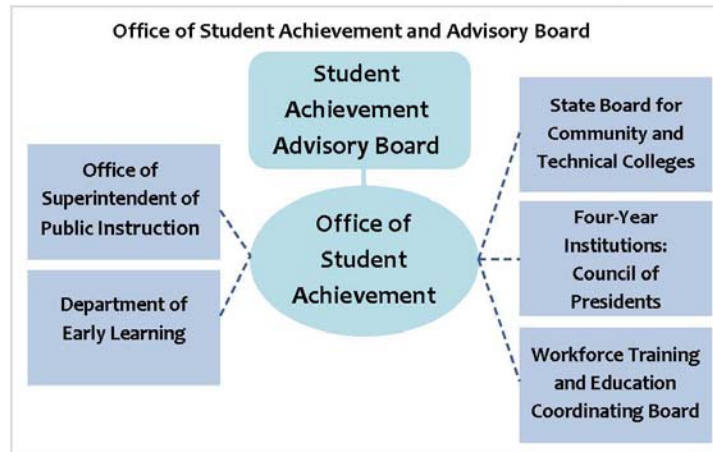 Office of Student Achievement and Advisory Board
Student
Achievement
Advisory Board
Office of
Superintendent of
Public Instruction
Department of
Early Learning
Office of
Student
Achievement
State Board for
Community and
Technical Colleges
Four-Year
Institutions:
Council of
Presidents
Workforce Training
and Education
Coordinating Board